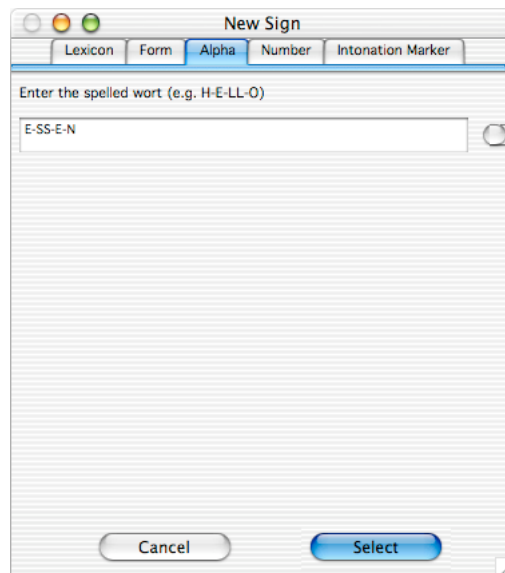 New Sign
Lexicon Form Alpha Number Intonation Marker
Enter the spelled wort (e.g. H-E-LL-O)
E-SS-E-N
Cancel Select